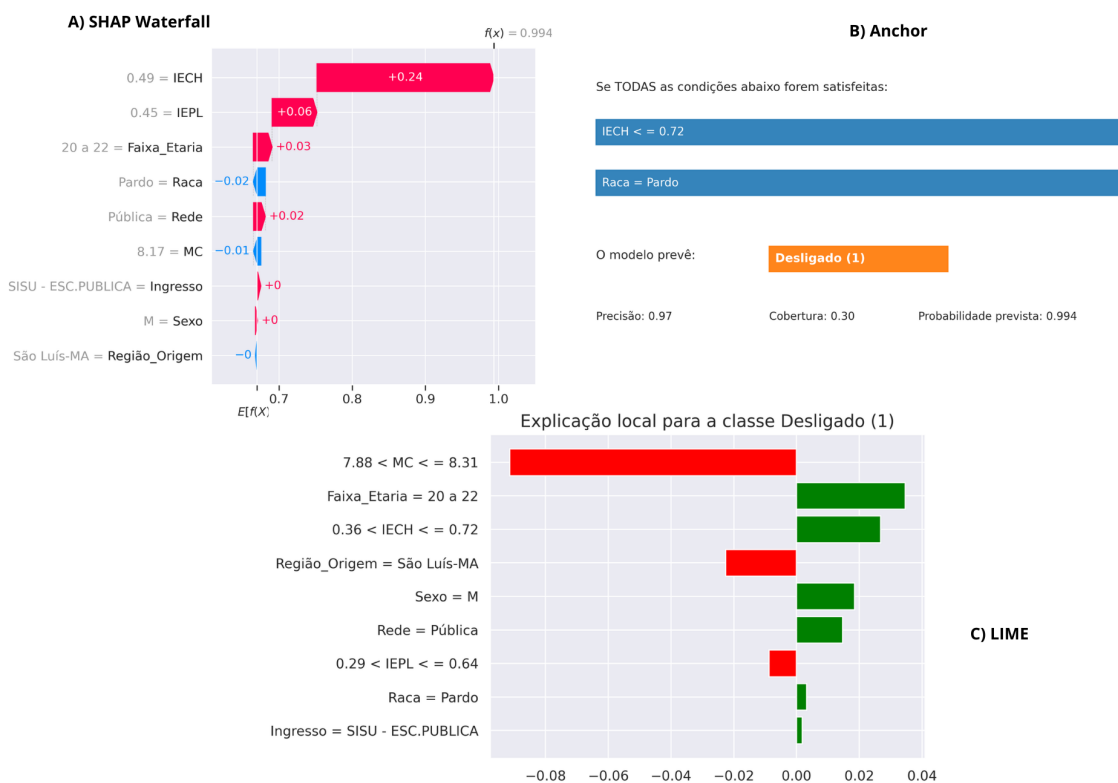 A) SHAP Waterfall
f(x) = 0.994
0.49 = IECH
+0.24
0.45 = IEPL
+0.06
20 a 22 = Faixa_Etaria
+0.03
Pardo = Raca
−0.02
Pública = Rede
+0.02
8.17 = MC
−0.01
SISU - ESC.PUBLICA = Ingresso
+0
M = Sexo
+0
São Luís-MA = Região_Origem
−0
0.7 0.8 0.9 1.0
E[f(X)
B) Anchor
Se TODAS as condições abaixo forem satisfeitas:
IECH < = 0.72
Raca = Pardo
O modelo prevê: Desligado (1)
Precisão: 0.97 Cobertura: 0.30 Probabilidade prevista: 0.994
Explicação local para a classe Desligado (1)
7.88 < MC < = 8.31
Faixa_Etaria = 20 a 22
0.36 < IECH < = 0.72
Região_Origem = São Luís-MA
Sexo = M
Rede = Pública
0.29 < IEPL < = 0.64
Raca = Pardo
Ingresso = SISU - ESC.PUBLICA
−0.08 −0.06 −0.04 −0.02 0.00 0.02 0.04
C) LIME